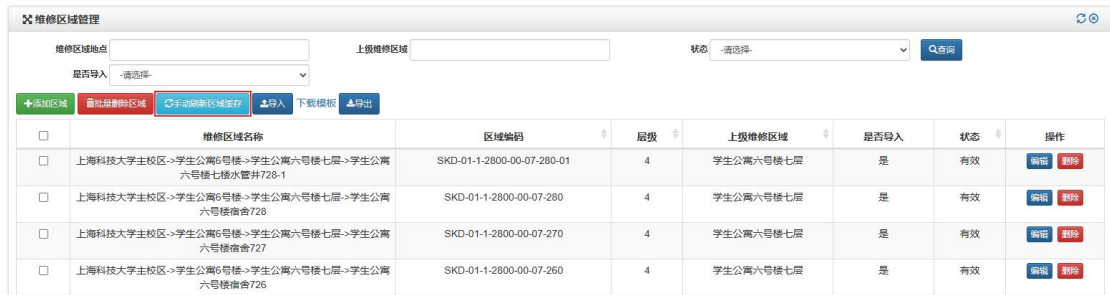 维修区域管理
维修区域地点 上级维修区域 状态 -请选择- 查询
是否导入 -请选择-
添加区域 批量删除区域 手动刷新区域缓存 导入 下载模板 导出
维修区域名称 区域编码 层级 上级维修区域 是否导入 状态 操作
上海科技大学主校区->学生公寓6号楼->学生公寓六号楼七层->学生公寓 SKD-01-1-2800-00-07-280-01 4 学生公寓六号楼七层 是 有效 编辑 删除
六号楼七楼水管井728-1
上海科技大学主校区->学生公寓6号楼->学生公寓六号楼七层->学生公寓 SKD-01-1-2800-00-07-280 4 学生公寓六号楼七层 是 有效 编辑 删除
六号楼宿舍728
上海科技大学主校区->学生公寓6号楼->学生公寓六号楼七层->学生公寓 SKD-01-1-2800-00-07-270 4 学生公寓六号楼七层 是 有效 编辑 删除
六号楼宿舍727
上海科技大学主校区->学生公寓6号楼->学生公寓六号楼七层->学生公寓 SKD-01-1-2800-00-07-260 4 学生公寓六号楼七层 是 有效 编辑 删除
六号楼宿舍726